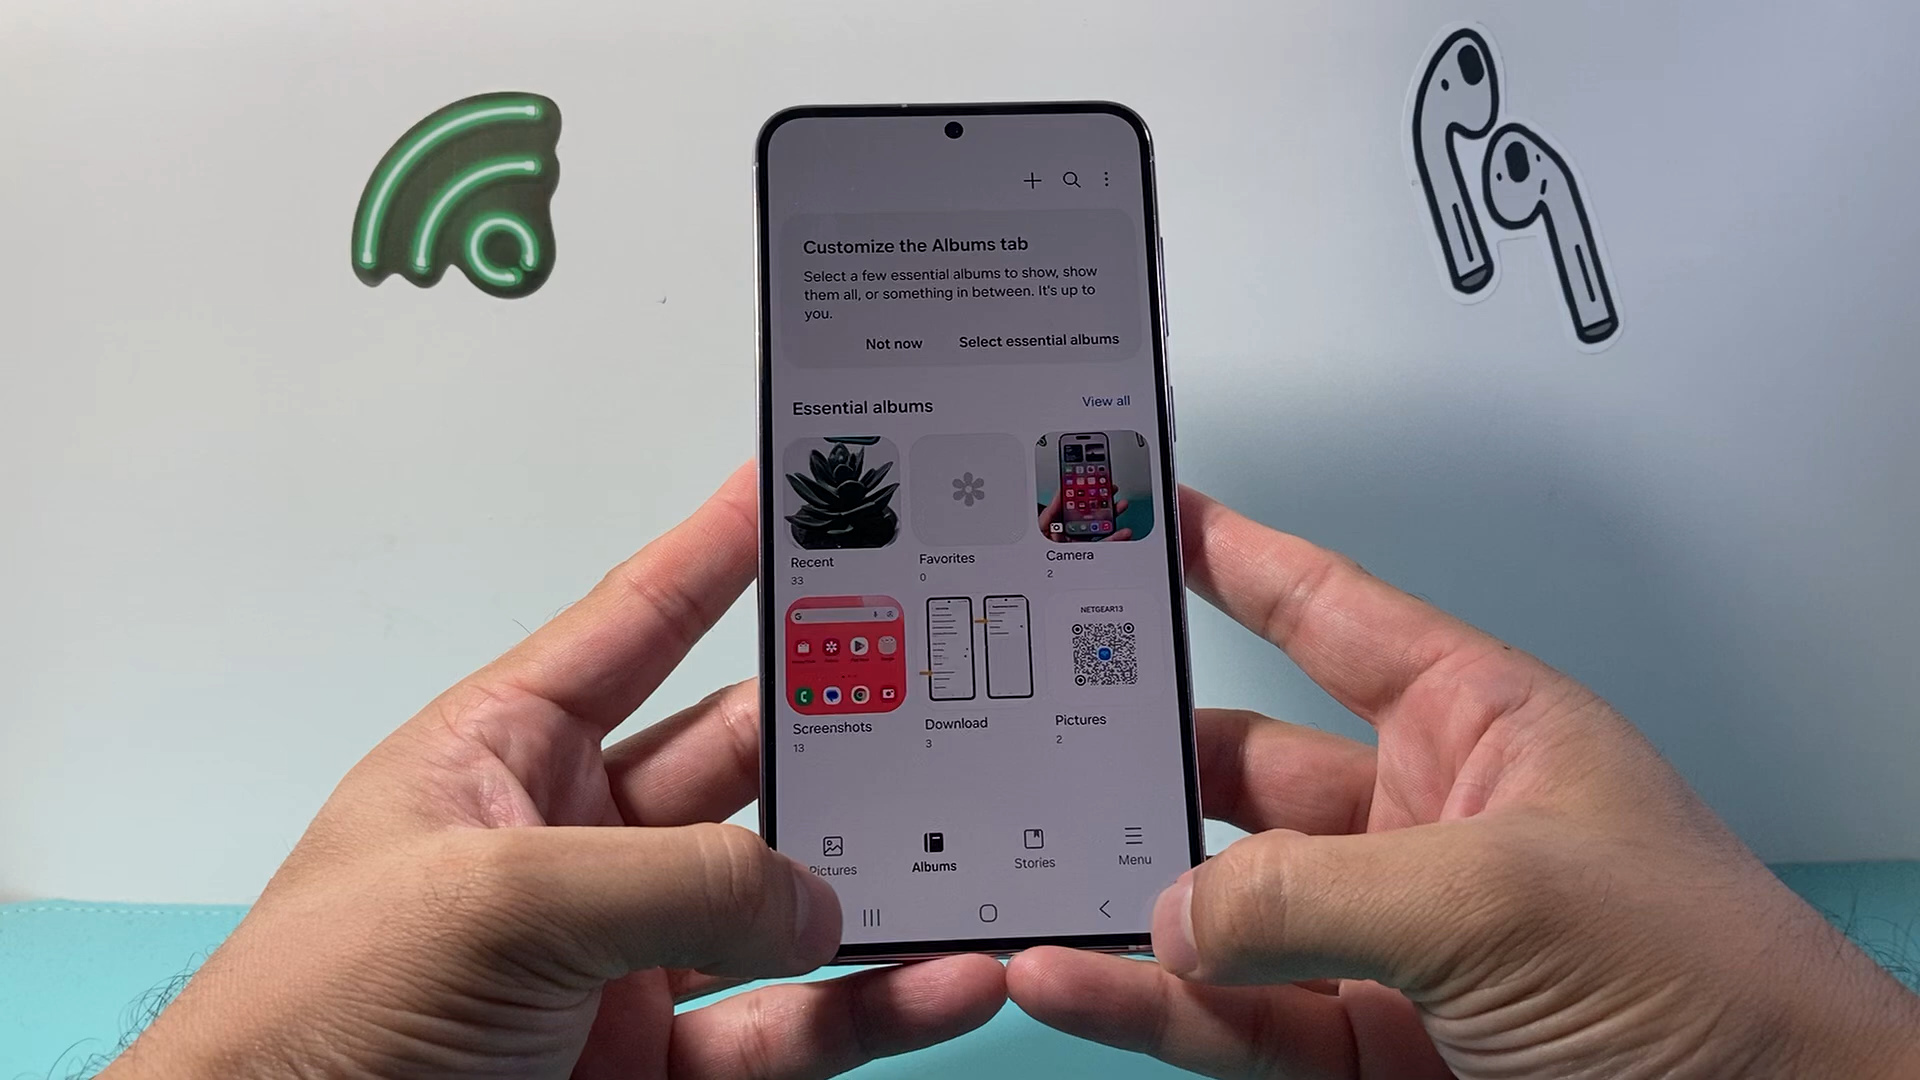 Customize the Albums tab
Select a few essential albums to show, show
them all, or something in between. It's up to
you.
Not now
Select essential albums
Essential albums
View all
Recent
33
Favorites
0
Camera
2
NETGEAR13
Screenshots
13
Download
3
Pictures
2
Pictures
Albums
Stories
Menu